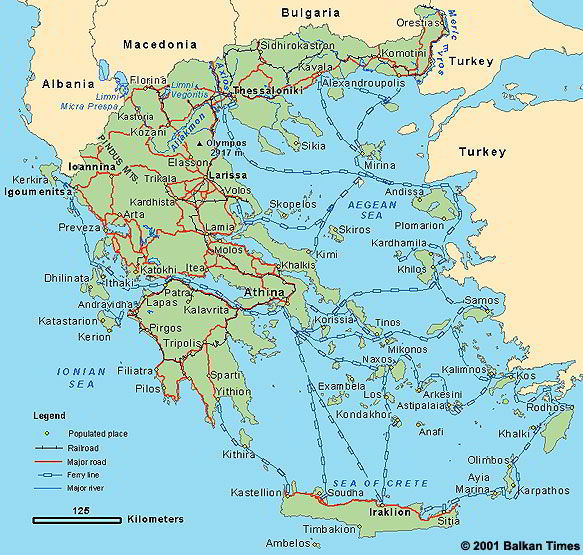 Bulgaria
Macedonia
Albania
Turkey
Turkey
Orestias
Meric
Evros
Sidhirokastron
Komotini
Kavala
Alexandroupolis
Florina
Limni
Vegontis
Axios
Thessaloniki
Limni
Micra Prespa
Kastoria
Aliakmon
Kozani
Olympos
2917 m
Sikia
Mirina
PINDUS MTS.
Elasson
Ioannina
Kerkira
Igoumenitsa
Trikala
Larissa
Volos
Andissa
Kardhista
Skopelos
AEGEAN
SEA
Arta
Plomarion
Preveza
Lamia
Skiros
Kardhamila
Molos
Kimi
Katokhi
Itea
Khalkis
Khilos
Dhilinata
Ithaki
Athina
Andravidha
Patra
Lapas
Kalavrita
Samos
Katastarion
Korissia
Tinos
Kerion
Pirgos
Mikonos
Tripolis
Naxos
Kalimnos
Kos
IONIAN
SEA
Filiatra
Sparti
Exambela
Arkesini
Rodhos
Pilos
Yithion
Los
Astipalaia
Kondakhor
Khalki
Anafi
Kithira
Olimbos
SEA OF CRETE
Ayia
Marina
Karpathos
Kastellion
Soudha
Iraklion
Sitia
Timbakion
Ambelos
Legend
Populated place
Railroad
Major road
Ferry line
Major river
125
Kilometers
© 2001 Balkan Times